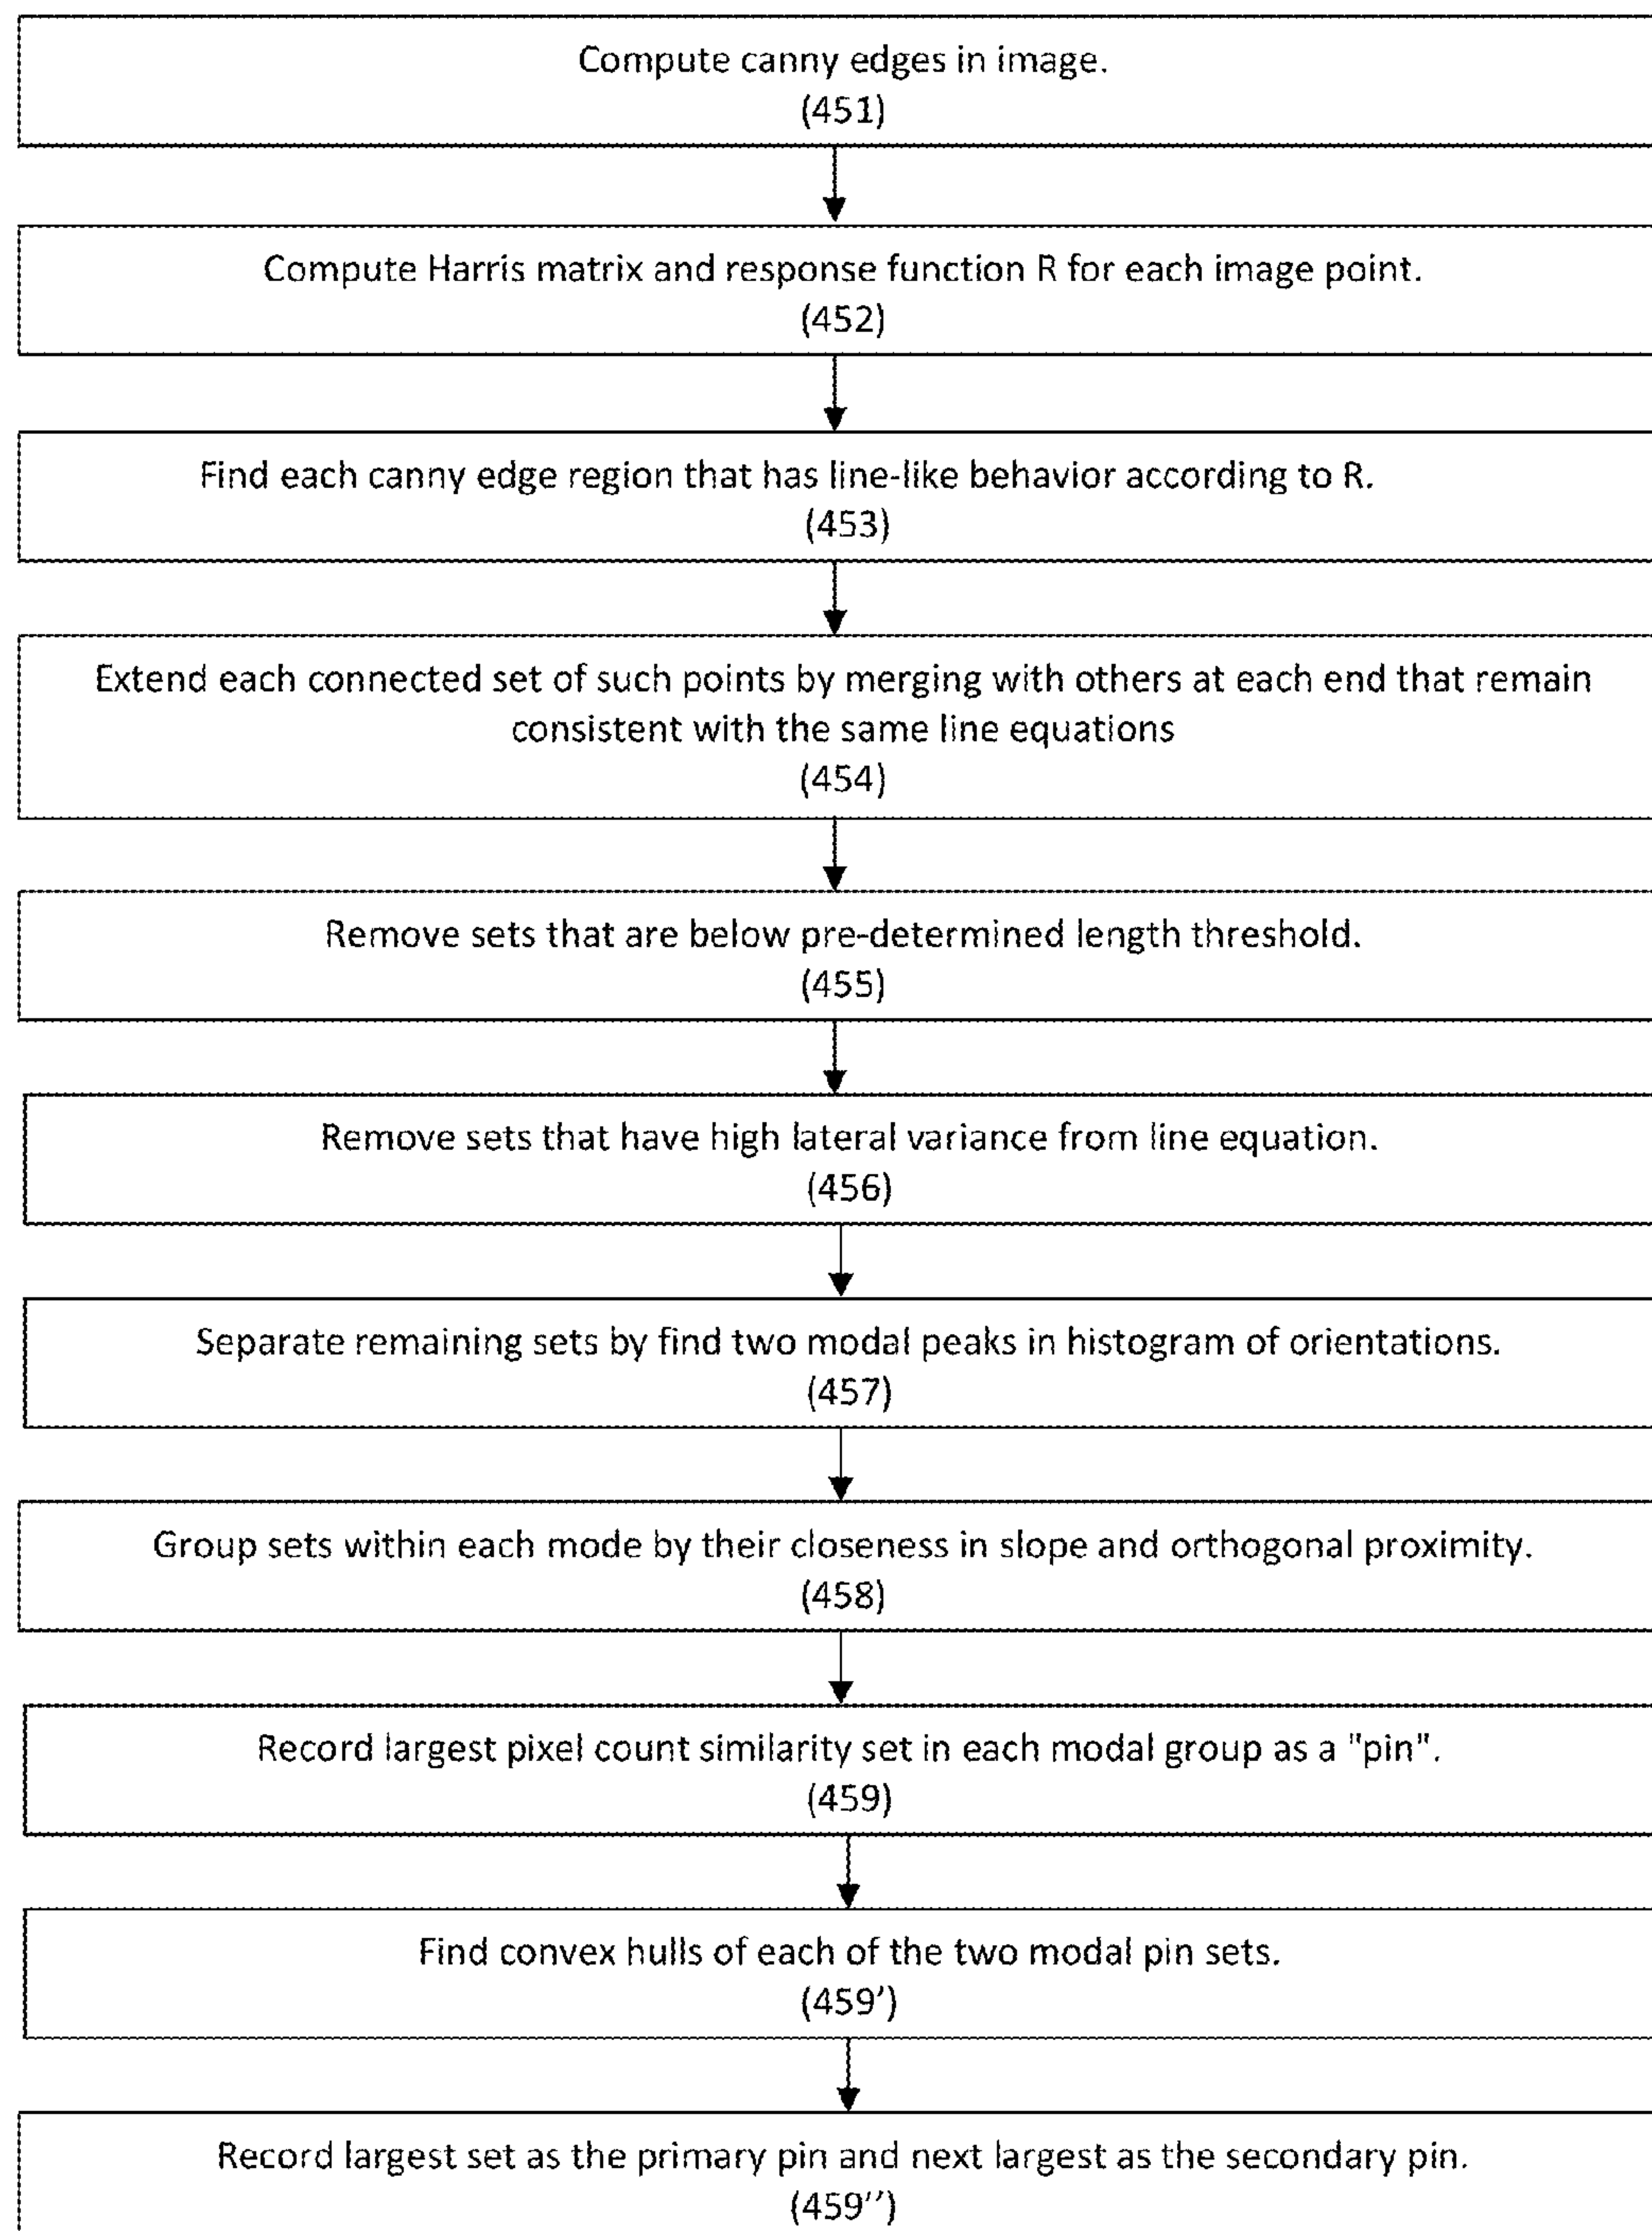 Compute canny edges in image.
(451)
Compute Harris matrix and response function R for each image point.
(452)
Find each canny edge region that has line-like behavior according to R.
(453)
Extend each connected set of such points by merging with others at each end that remain
consistent with the same line equations
(454)
Remove sets that are below pre-determined length threshold.
(455)
Remove sets that have high lateral variance from line equation.
(456)
Separate remaining sets by find two modal peaks in histogram of orientations.
(457)
Group sets within each mode by their closeness in slope and orthogonal proximity.
(458)
Record largest pixel count similarity set in each modal group as a "pin".
(459)
Find convex hulls of each of the two modal pin sets.
(459’)
Record largest set as the primary pin and next largest as the secondary pin.
(459’’)